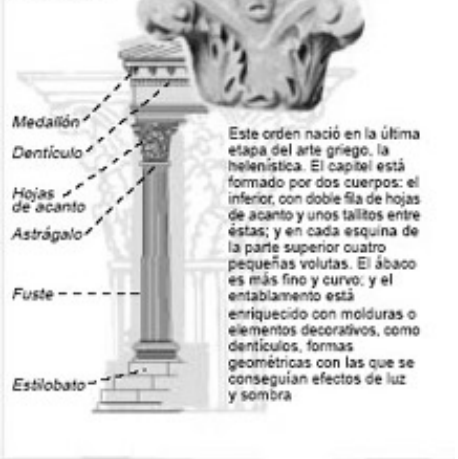 Medallón
Dentículo
Hojas
de acanto
Astrágalo
Fuste
Estilobato
Este orden nació en la última
etapa del arte griego, la
helenística. El capitel está
formado por dos cuerpos: el
inferior, con doble fila de hojas
de acanto y unos tallitos entre
éstas; y en cada esquina de
la parte superior cuatro
pequeñas volutas. El ábaco
es más fino y curvo; y el
entablamento está
enriquecido con molduras o
elementos decorativos, como
dentículos, formas
geométricas con las que se
conseguían efectos de luz
y sombra